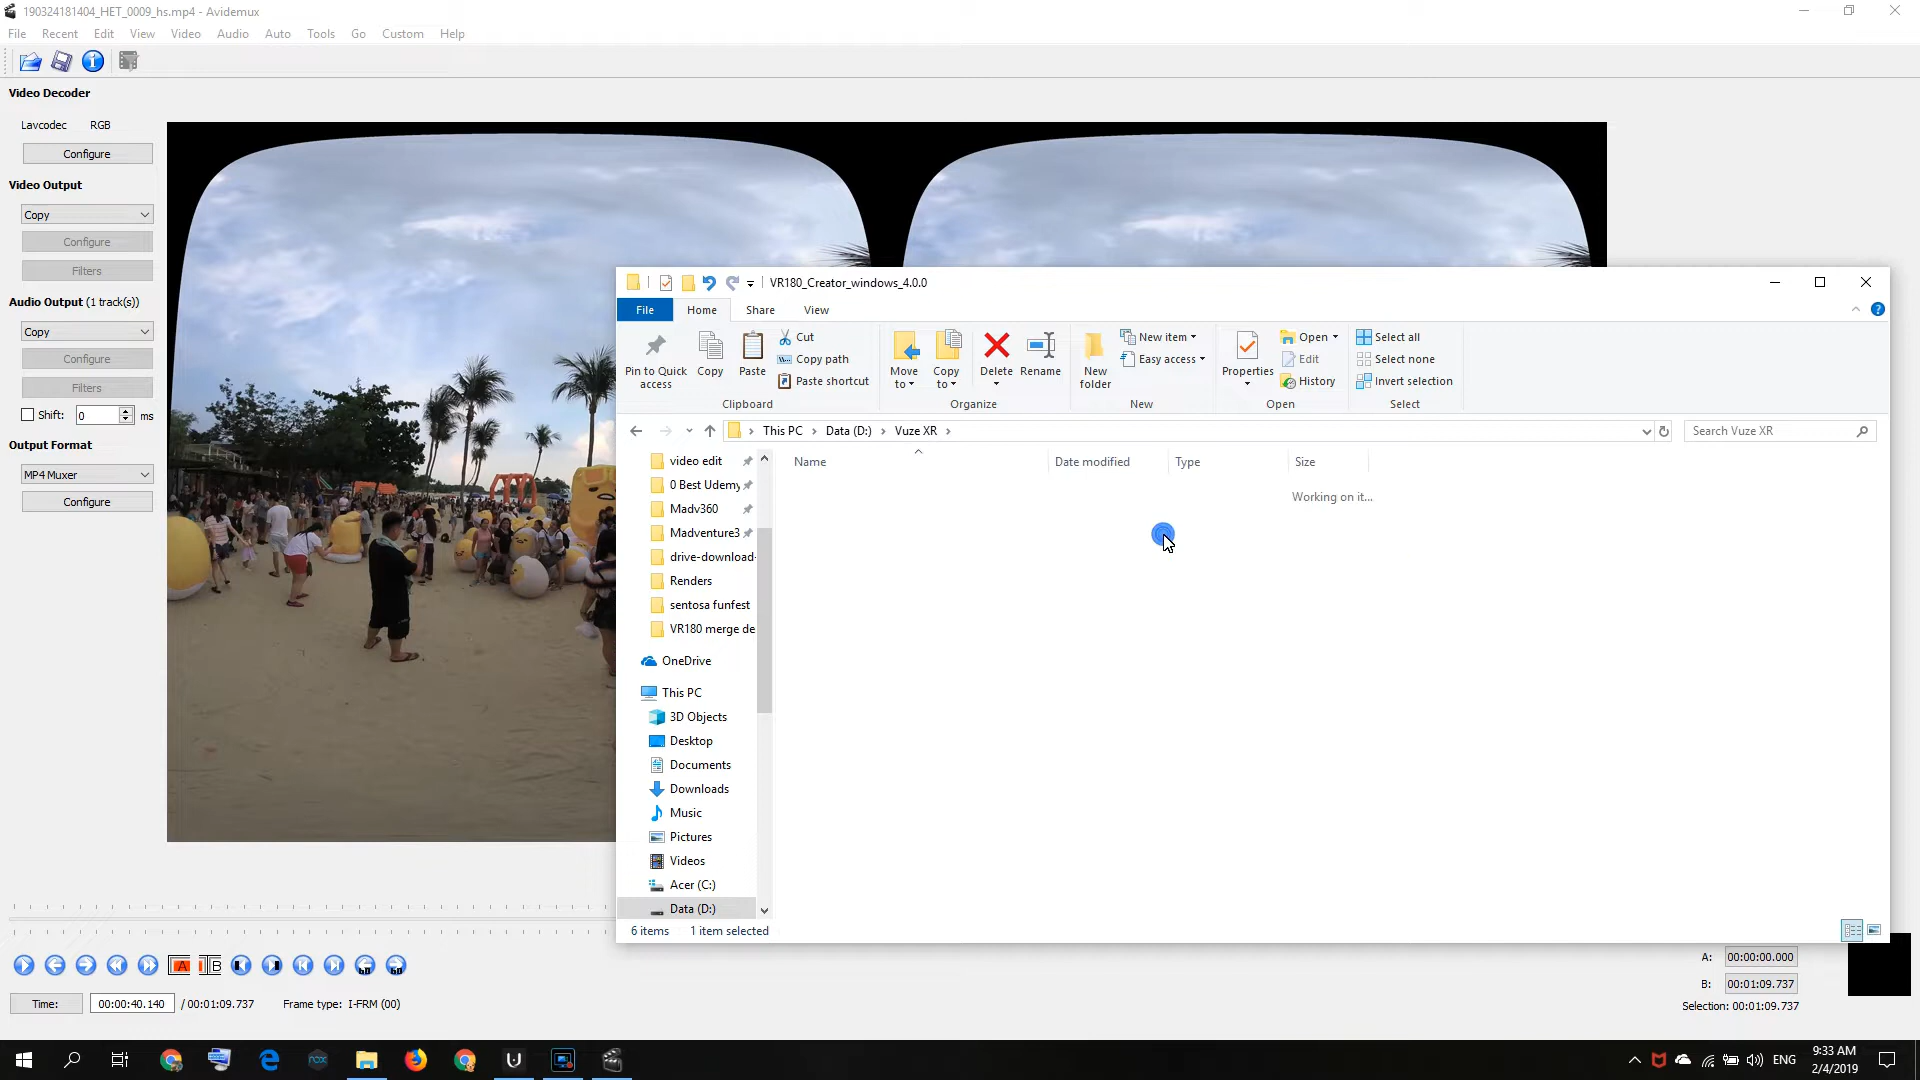 190324181404_HET_0009_hs.mp4 - Avidemux
File Recent Edit View Video Audio Auto Tools Go Custom Help
Video Decoder
Lavcodec RGB
Configure
Video Output
Copy
Configure
Filters
Audio Output (1 track(s))
Copy
Configure
Filters
Shift: 0 ms
Output Format
MP4 Muxer
Configure
VR180_Creator_windows_4.0.0
File Home Share View
Pin to Quick access
Copy
Paste
Cut
Copy path
Paste shortcut
Clipboard
Move to
Copy to
Delete
Rename
Organize
New folder
New item
Easy access
New
Properties
Open
Edit
History
Open
Select all
Select none
Invert selection
Select
This PC > Data (D:) > Vuze XR >
Search Vuze XR
Name Date modified Type Size
Working on it...
video edit
0 Best Udemy
Madv360
Madventure3
drive-download-
Renders
sentosa funfest
VR180 merge de
OneDrive
This PC
3D Objects
Desktop
Documents
Downloads
Music
Pictures
Videos
Acer (C:)
Data (D:)
6 items 1 item selected
A B
60 60
A: 00:00:00.000
B: 00:01:09.737
Selection: 00:01:09.737
Time: 00:00:40.140 / 00:01:09.737 Frame type: I-FRM (00)
nox
ENG
9:33 AM
2/4/2019